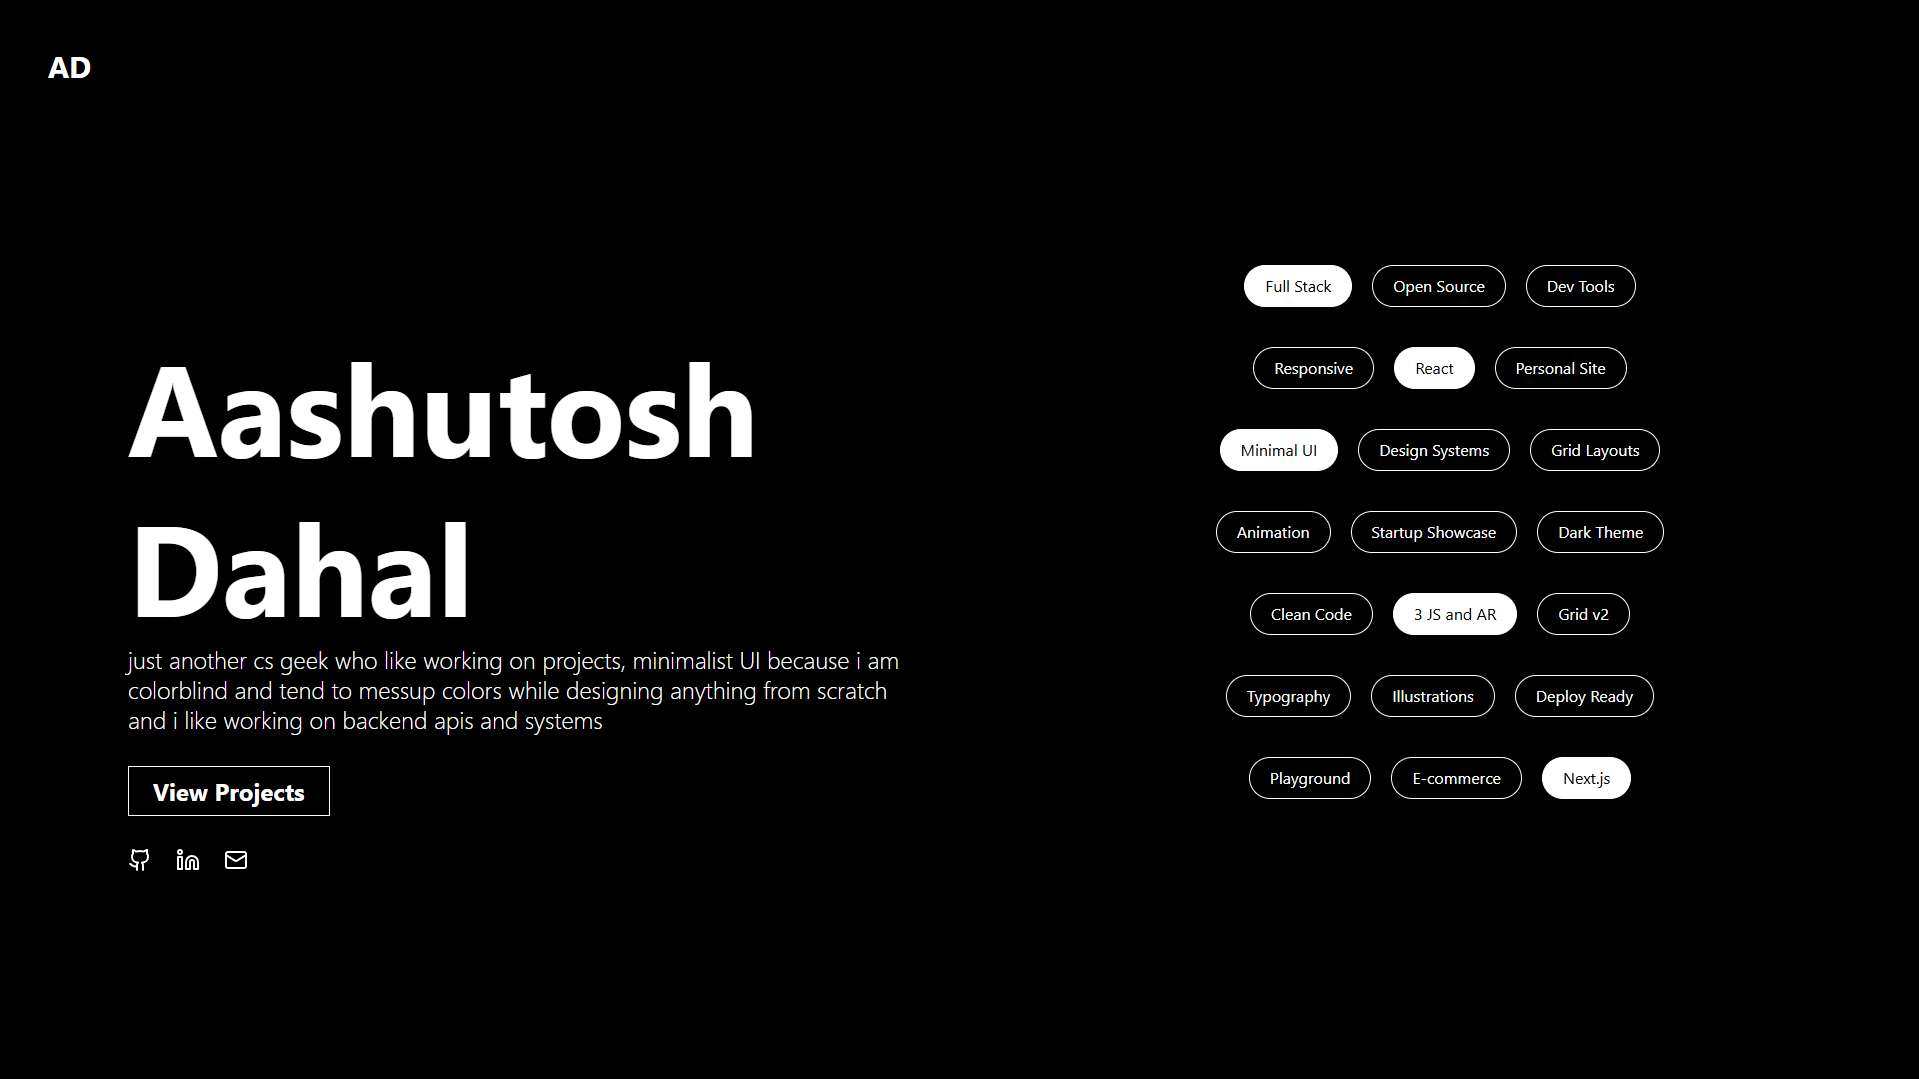 AD
Aashutosh
Dahal
just another cs geek who like working on projects, minimalist UI because i am
colorblind and tend to messup colors while designing anything from scratch
and i like working on backend apis and systems
View Projects
Full Stack Open Source Dev Tools
Responsive React Personal Site
Minimal UI Design Systems Grid Layouts
Animation Startup Showcase Dark Theme
Clean Code 3 JS and AR Grid v2
Typography Illustrations Deploy Ready
Playground E-commerce Next.js